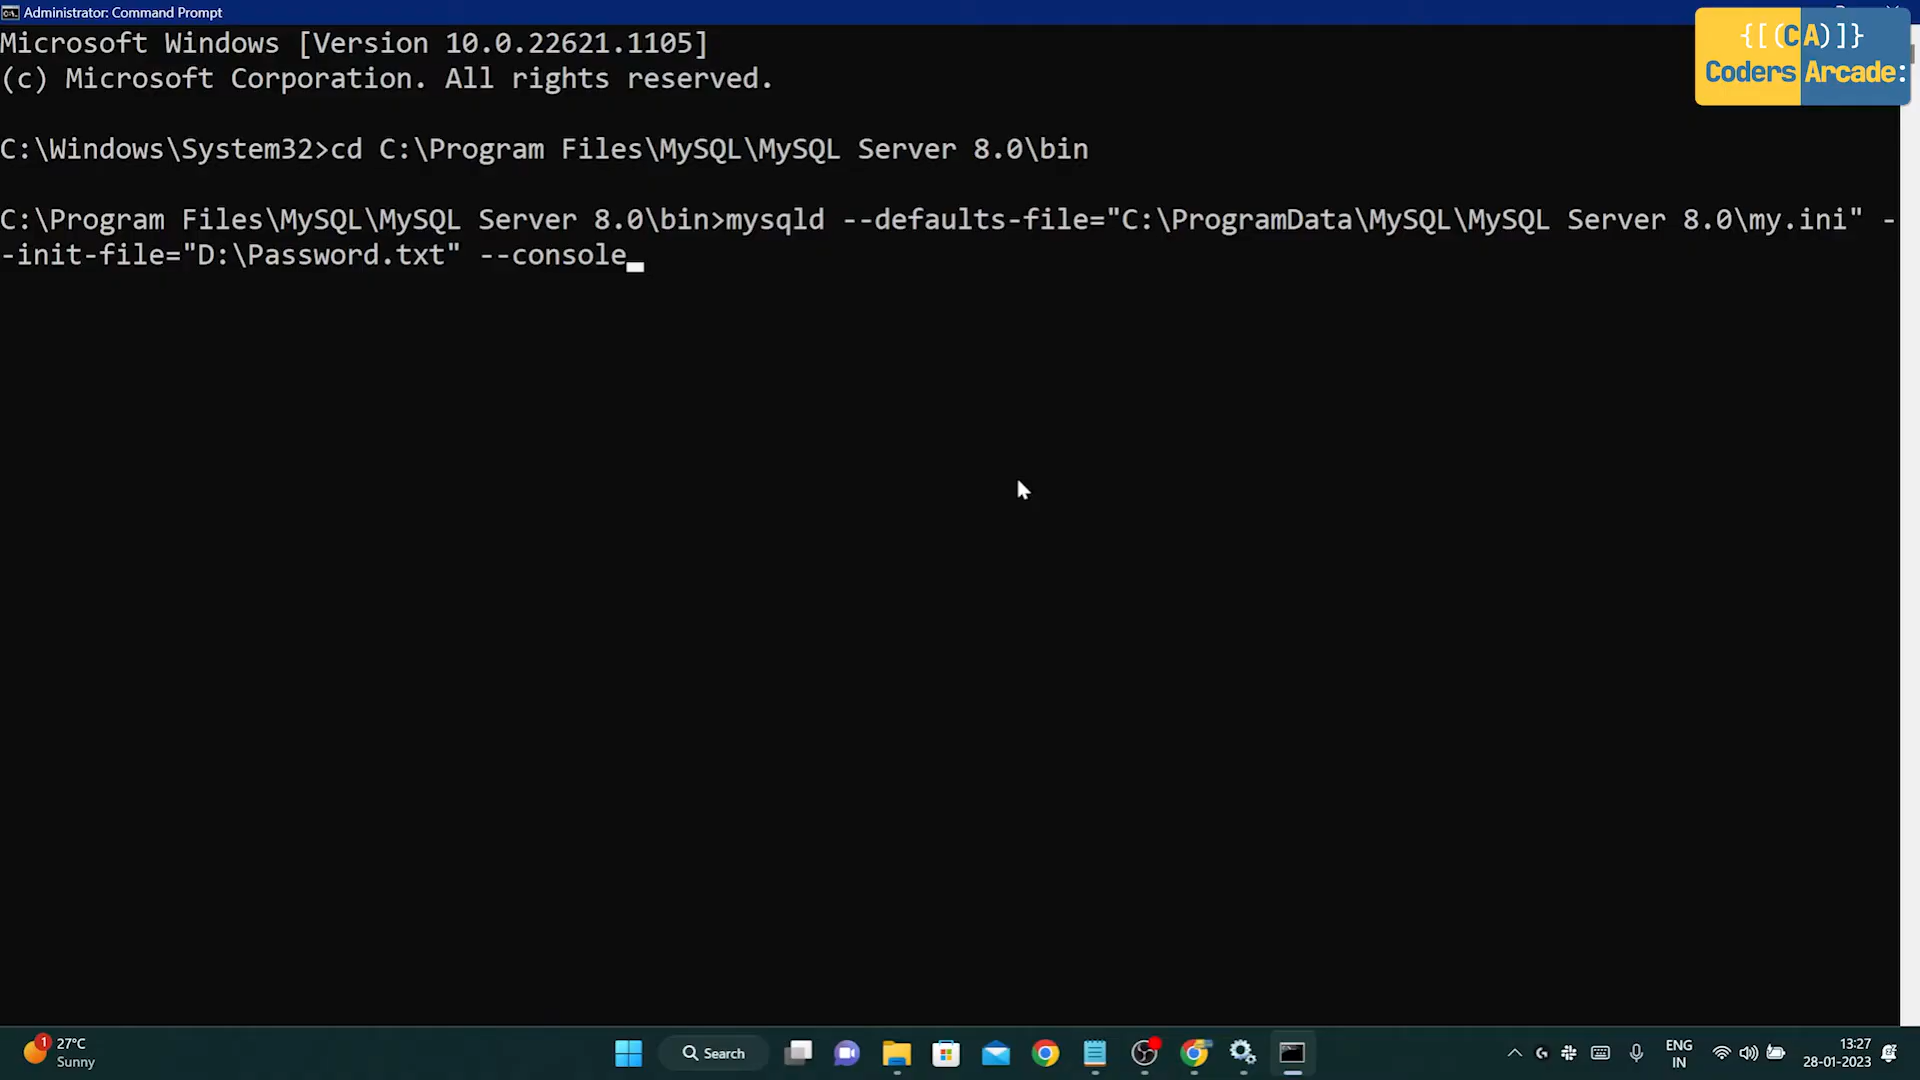 Administrator: Command Prompt
{[(CA)]}
Coders Arcade:
Microsoft Windows [Version 10.0.22621.1105]
(c) Microsoft Corporation. All rights reserved.
C:\Windows\System32>cd C:\Program Files\MySQL\MySQL Server 8.0\bin
C:\Program Files\MySQL\MySQL Server 8.0\bin>mysqld --defaults-file="C:\ProgramData\MySQL\MySQL Server 8.0\my.ini" -
-init-file="D:\Password.txt" --console
1
27°C
Sunny
Search
ENG
IN
13:27
28-01-2023